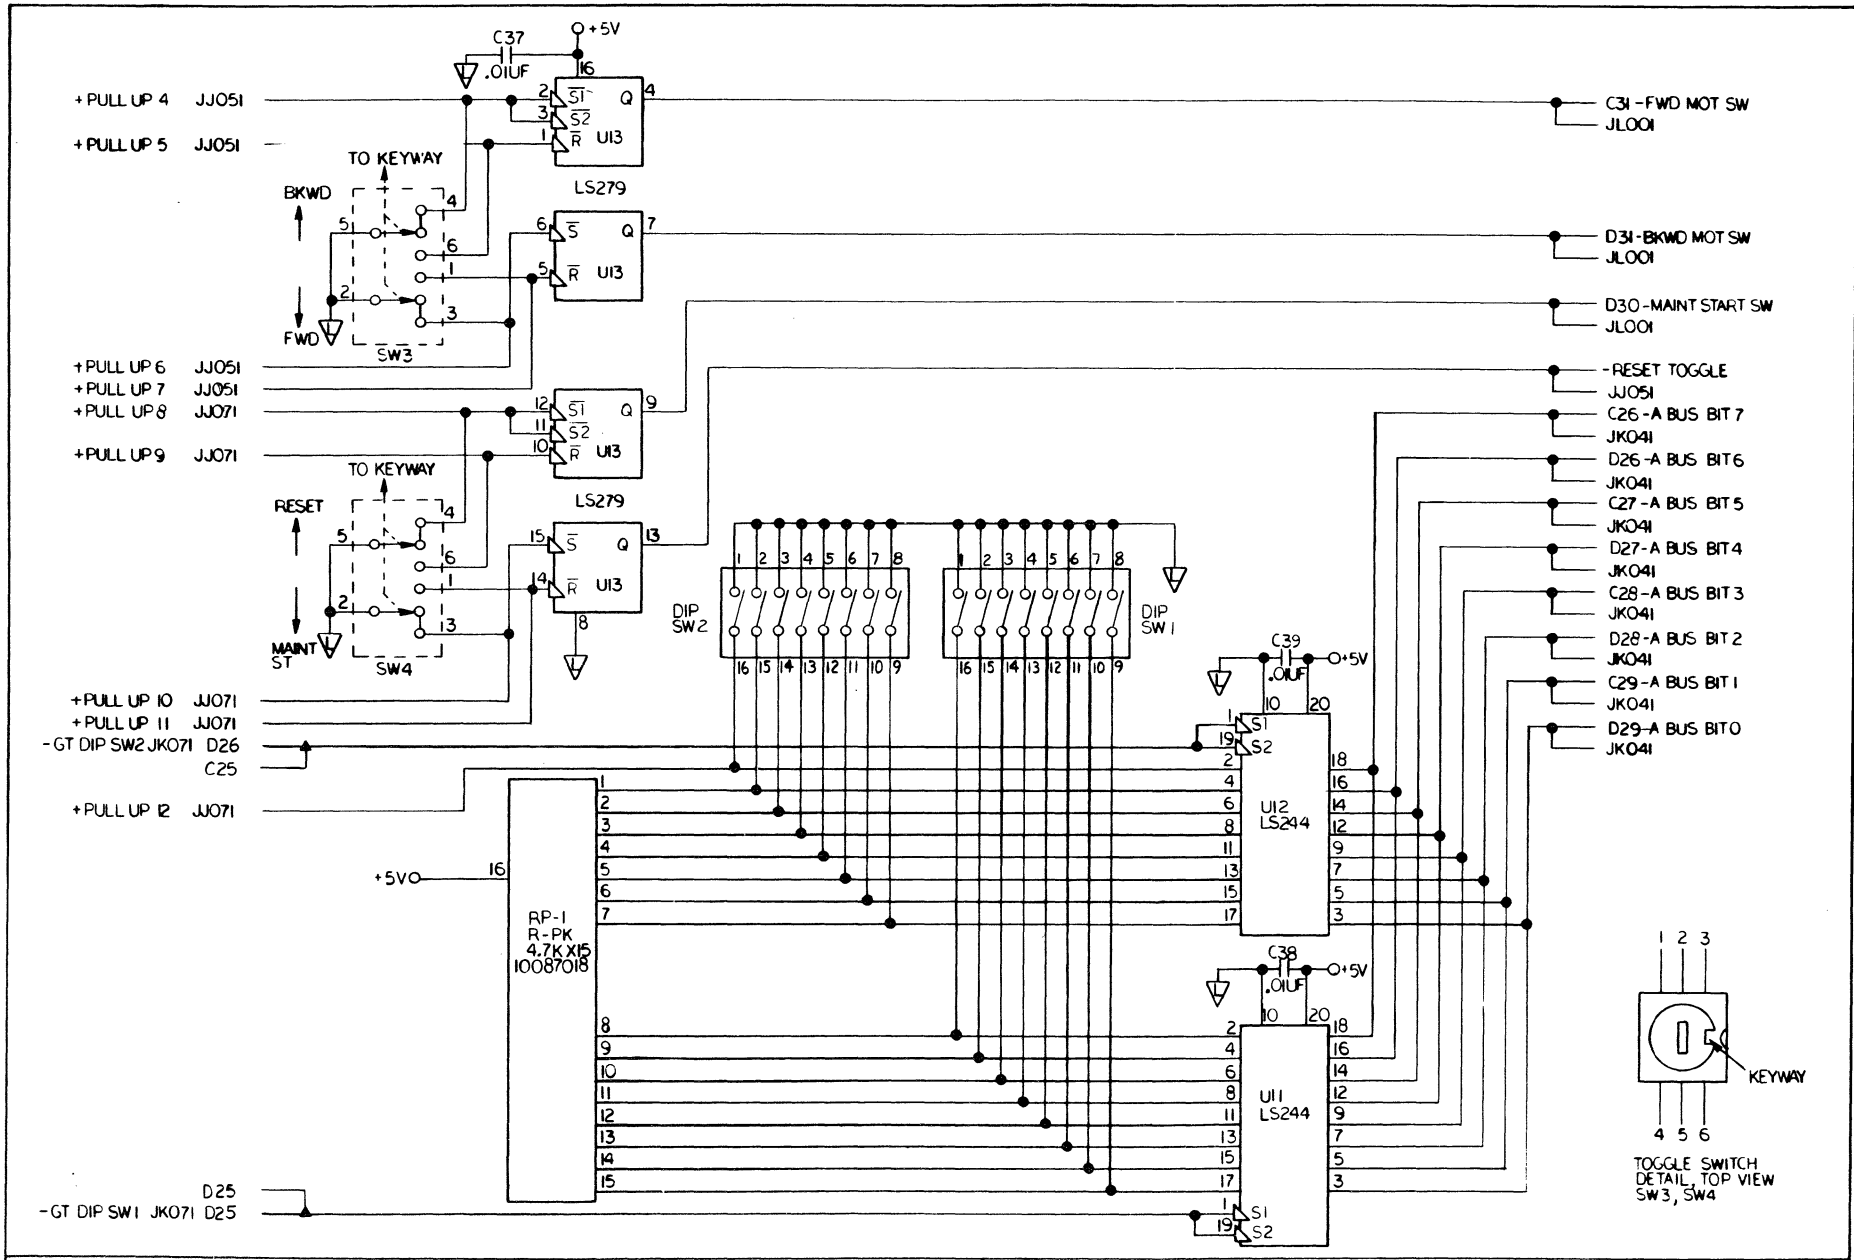 +5V
C37
.01UF
16
+PULL UP 4 JJ051
2 S1 Q 4
C31-FWD MOT SW
JL001
3 S2
+PULL UP 5 JJ051
1 R U13
LS279
TO KEYWAY
BKWD
4
5
6
1
2
3
FWD
SW3
6 S Q 7
5 R U13
D31-BKWD MOT SW
JL001
D30-MAINT START SW
JL001
+PULL UP 6 JJ051
+PULL UP 7 JJ051
+PULL UP 8 JJ071
+PULL UP 9 JJ071
12 S1 Q 9
11 S2
10 R U13
LS279
-RESET TOGGLE
JJ051
C26-A BUS BIT 7
JK041
D26-A BUS BIT 6
JK041
C27-A BUS BIT 5
JK041
D27-A BUS BIT 4
JK041
C28-A BUS BIT 3
JK041
D28-A BUS BIT 2
JK041
C29-A BUS BIT 1
JK041
D29-A BUS BIT 0
JK041
TO KEYWAY
RESET
4
5
6
1
2
3
MAINT
ST
SW4
15 S Q 13
14 R U13
8
1 2 3 4 5 6 7 8
DIP
SW2
16 15 14 13 12 11 10 9
1 2 3 4 5 6 7 8
DIP
SW1
16 15 14 13 12 11 10 9
+PULL UP 10 JJ071
+PULL UP 11 JJ071
-GT DIP SW2 JK071 D26
C25
+PULL UP 12 JJ071
C39
.01UF
+5V
10 20
1 S1
19 S2
2 18
4 16
6 14
8 12
11 9
13 7
15 5
17 3
U12
LS244
+5V
16
RP-1
R-PK
4.7K X15
10087018
1
2
3
4
5
6
7
8
9
10
11
12
13
14
15
C38
.01UF
+5V
10 20
2 18
4 16
6 14
8 12
11 9
13 7
15 5
17 3
U11
LS244
1 S1
19 S2
D25
-GT DIP SW1 JK071 D25
1 2 3
KEYWAY
4 5 6
TOGGLE SWITCH
DETAIL, TOP VIEW
SW3, SW4